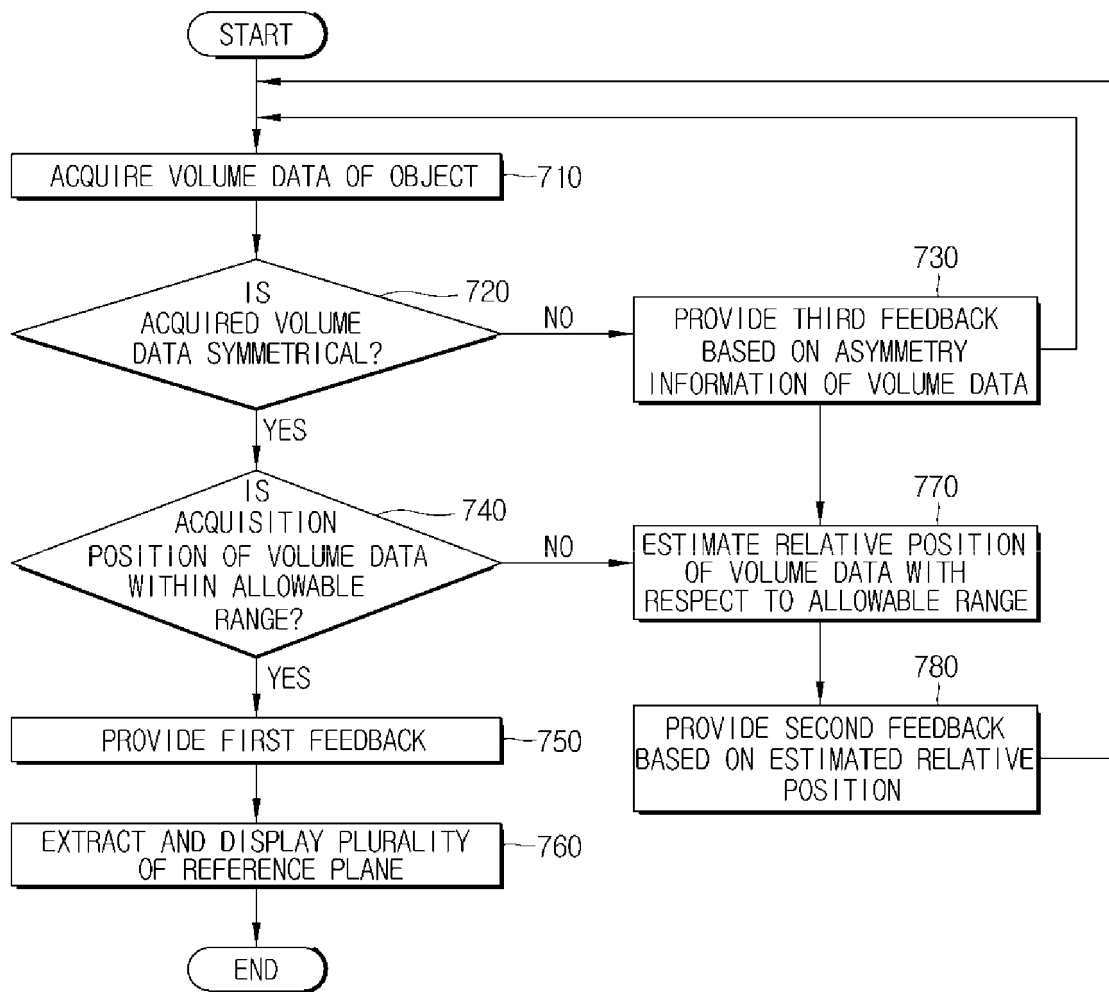 START
ACQUIRE VOLUME DATA OF OBJECT
710
IS
ACQUIRED VOLUME
DATA SYMMETRICAL?
720
NO
YES
730
PROVIDE THIRD FEEDBACK
BASED ON ASYMMETRY
INFORMATION OF VOLUME DATA
IS
ACQUISITION
POSITION OF VOLUME DATA
WITHIN ALLOWABLE
RANGE?
740
NO
YES
770
ESTIMATE RELATIVE POSITION
OF VOLUME DATA WITH
RESPECT TO ALLOWABLE RANGE
780
PROVIDE SECOND FEEDBACK
BASED ON ESTIMATED RELATIVE
POSITION
PROVIDE FIRST FEEDBACK
750
EXTRACT AND DISPLAY PLURALITY
OF REFERENCE PLANE
760
END